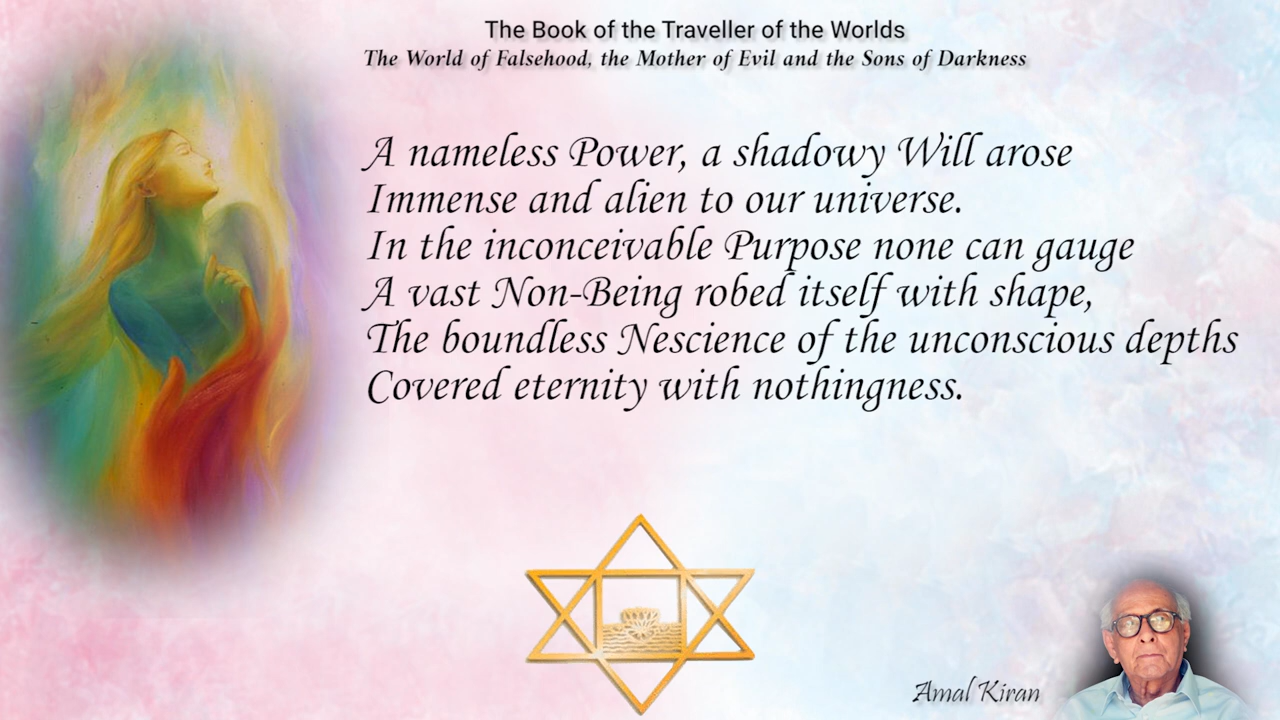 The Book of the Traveller of the Worlds
The World of Falsehood, the Mother of Evil and the Sons of Darkness
A nameless Power, a shadowy Will arose
Immense and alien to our universe.
In the inconceivable Purpose none can gauge
A vast Non-Being robed itself with shape,
The boundless Nescience of the unconscious depths
Covered eternity with nothingness.
Amal Kiran